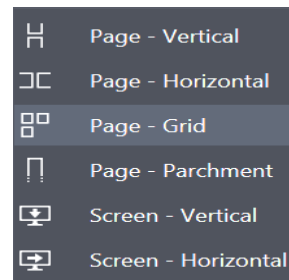 Page - Vertical
Page - Horizontal
Page - Grid
Page - Parchment
Screen - Vertical
Screen - Horizontal